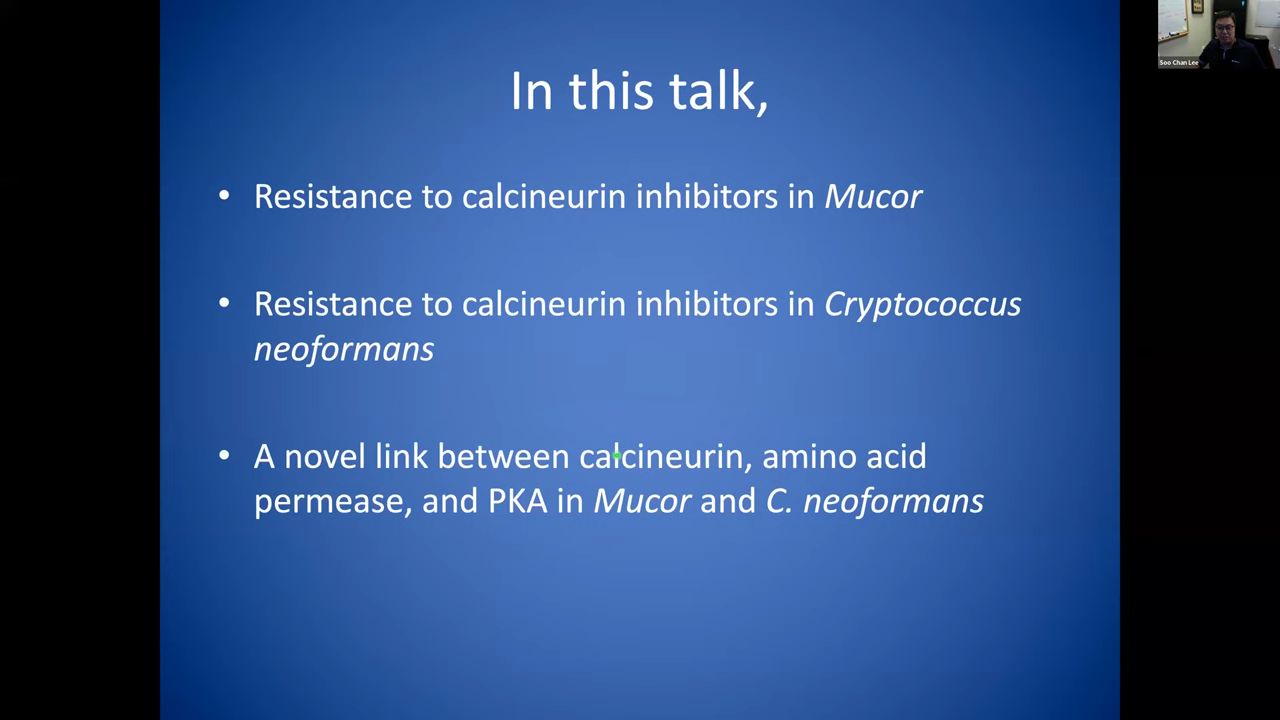 In this talk,
• Resistance to calcineurin inhibitors in Mucor
• Resistance to calcineurin inhibitors in Cryptococcus
neoformans
• A novel link between calcineurin, amino acid
permease, and PKA in Mucor and C. neoformans
Soo Chan Lee